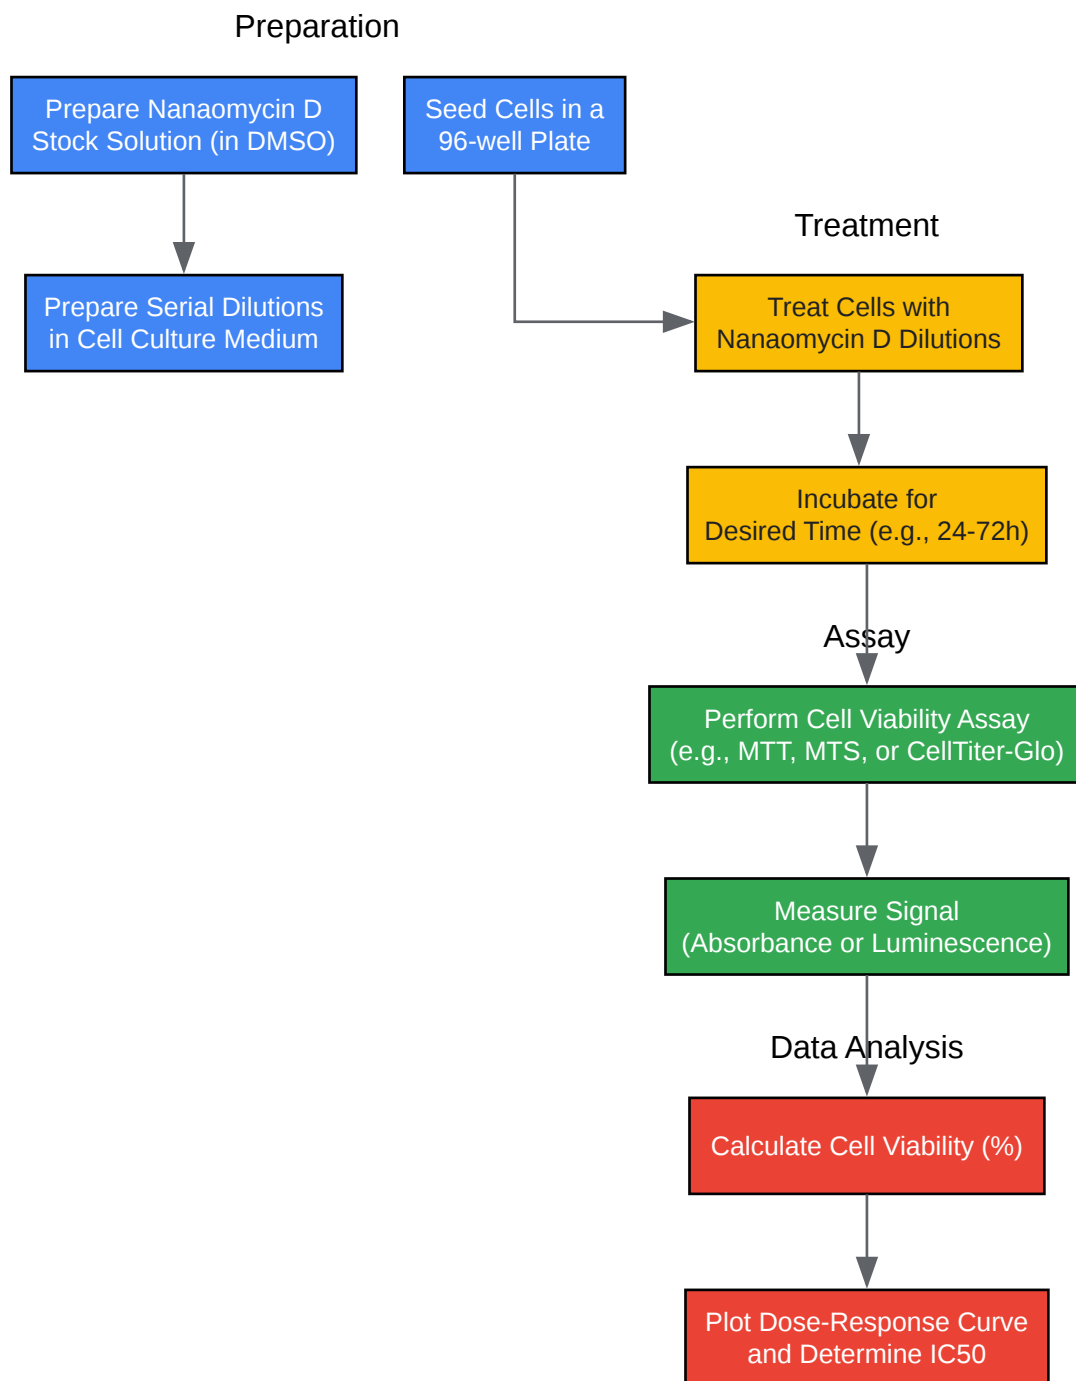 Preparation
Prepare Nanaomycin D
Stock Solution (in DMSO)
Seed Cells in a
96-well Plate
Treatment
Prepare Serial Dilutions
in Cell Culture Medium
Treat Cells with
Nanaomycin D Dilutions
Incubate for
Desired Time (e.g., 24-72h)
Assay
Perform Cell Viability Assay
(e.g., MTT, MTS, or CellTiter-Glo)
Measure Signal
(Absorbance or Luminescence)
Data Analysis
Calculate Cell Viability (%)
Plot Dose-Response Curve
and Determine IC50